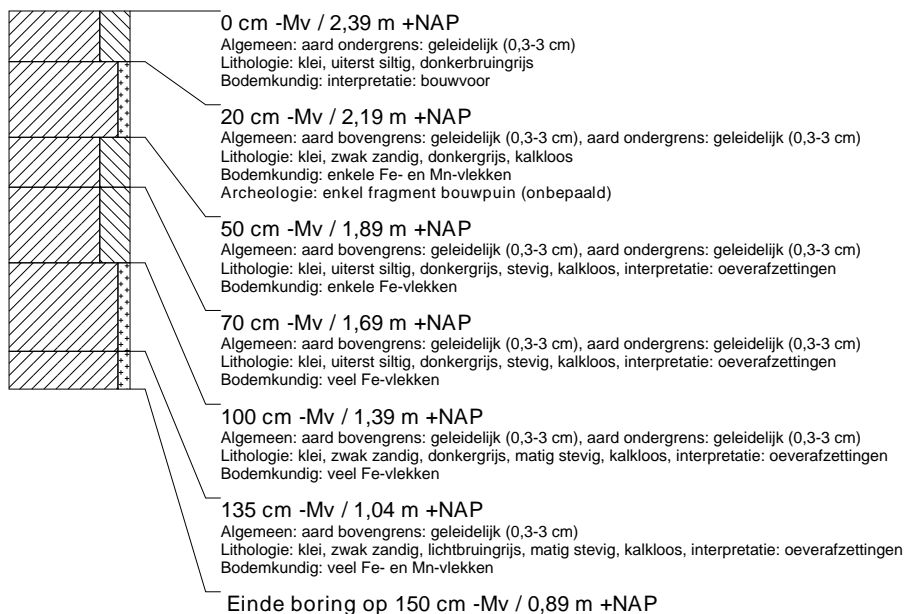 0 cm -Mv / 2,39 m +NAP
Algemeen: aard ondergrens: geleidelijk (0,3-3 cm)
Lithologie: klei, uiterst siltig, donkerbruingrijs
Bodemkundig: interpretatie: bouwvoor
20 cm -Mv / 2,19 m +NAP
Algemeen: aard bovengrens: geleidelijk (0,3-3 cm), aard ondergrens: geleidelijk (0,3-3 cm)
Lithologie: klei, zwak zandig, donkergrijs, kalkloos
Bodemkundig: enkele Fe- en Mn-vlekken
Archeologie: enkel fragment bouwpuin (onbepaald)
50 cm -Mv / 1,89 m +NAP
Algemeen: aard bovengrens: geleidelijk (0,3-3 cm), aard ondergrens: geleidelijk (0,3-3 cm)
Lithologie: klei, uiterst siltig, donkergrijs, stevig, kalkloos, interpretatie: oeverafzettingen
Bodemkundig: enkele Fe-vlekken
70 cm -Mv / 1,69 m +NAP
Algemeen: aard bovengrens: geleidelijk (0,3-3 cm), aard ondergrens: geleidelijk (0,3-3 cm)
Lithologie: klei, uiterst siltig, donkergrijs, stevig, kalkloos, interpretatie: oeverafzettingen
Bodemkundig: veel Fe-vlekken
100 cm -Mv / 1,39 m +NAP
Algemeen: aard bovengrens: geleidelijk (0,3-3 cm), aard ondergrens: geleidelijk (0,3-3 cm)
Lithologie: klei, zwak zandig, donkergrijs, matig stevig, kalkloos, interpretatie: oeverafzettingen
Bodemkundig: veel Fe-vlekken
135 cm -Mv / 1,04 m +NAP
Algemeen: aard bovengrens: geleidelijk (0,3-3 cm)
Lithologie: klei, zwak zandig, lichtbruingrijs, matig stevig, kalkloos, interpretatie: oeverafzettingen
Bodemkundig: veel Fe- en Mn-vlekken
Einde boring op 150 cm -Mv / 0,89 m +NAP